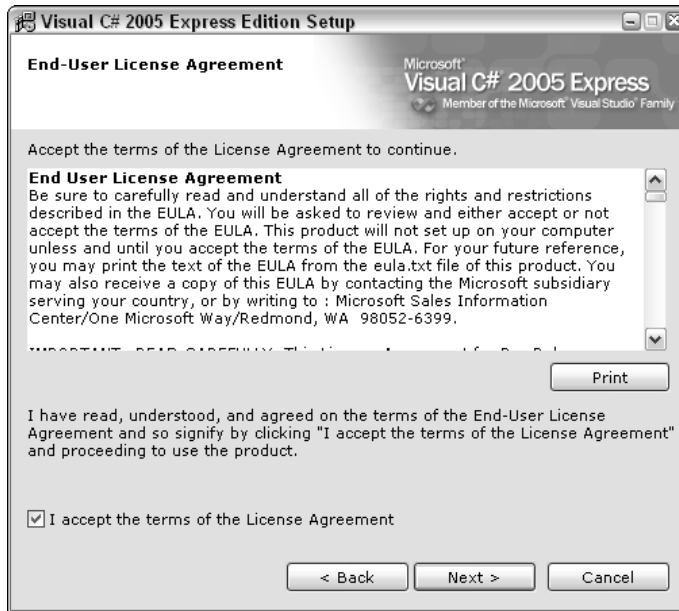 Visual C# 2005 Express Edition Setup
End-User License Agreement
Microsoft®
Visual C#® 2005 Express
Member of the Microsoft® Visual Studio® Family
Accept the terms of the License Agreement to continue.
End User License Agreement
Be sure to carefully read and understand all of the rights and restrictions
described in the EULA. You will be asked to review and either accept or not
accept the terms of the EULA. This product will not set up on your computer
unless and until you accept the terms of the EULA. For your future reference,
you may print the text of the EULA from the eula.txt file of this product. You
may also receive a copy of this EULA by contacting the Microsoft subsidiary
serving your country, or by writing to : Microsoft Sales Information
Center/One Microsoft Way/Redmond, WA  98052-6399.
IMPORTANT READ CAREFULLY This
Print
I have read, understood, and agreed on the terms of the End-User License
Agreement and so signify by clicking "I accept the terms of the License Agreement"
and proceeding to use the product.
I accept the terms of the License Agreement
< Back
Next >
Cancel